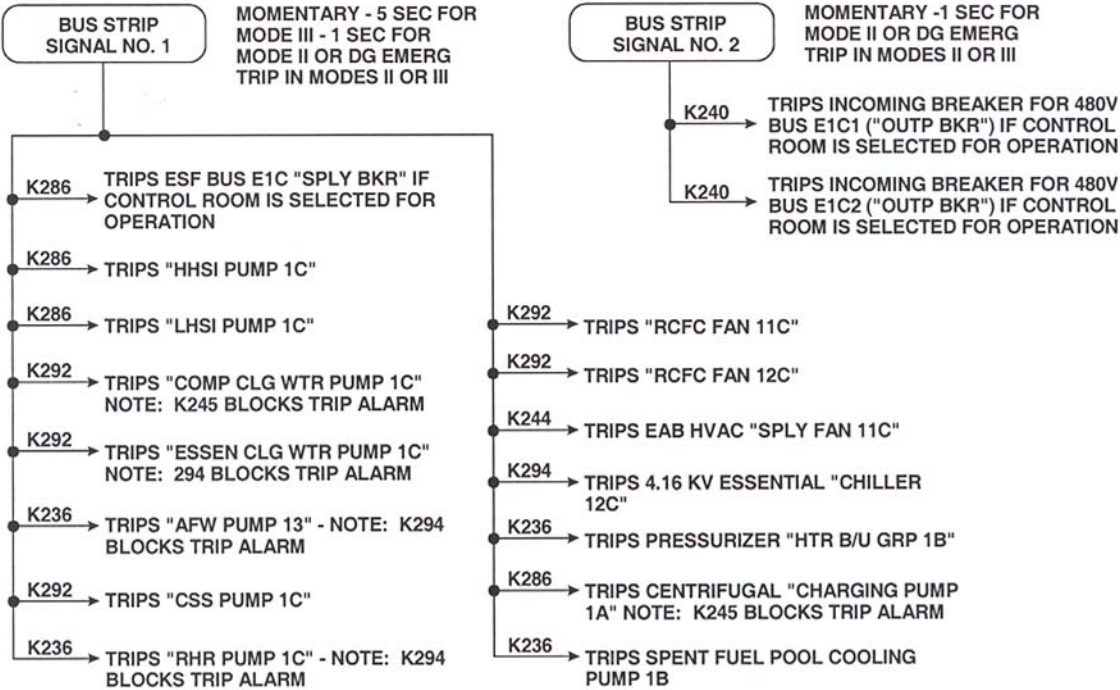 BUS STRIP
SIGNAL NO. 1
MOMENTARY - 5 SEC FOR
MODE III - 1 SEC FOR
MODE II OR DG EMERG
TRIP IN MODES II OR III
K286
TRIPS ESF BUS E1C "SPLY BKR" IF
CONTROL ROOM IS SELECTED FOR
OPERATION
K286
TRIPS "HHSI PUMP 1C"
K286
TRIPS "LHSI PUMP 1C"
K292
TRIPS "COMP CLG WTR PUMP 1C"
NOTE: K245 BLOCKS TRIP ALARM
K292
TRIPS "ESSEN CLG WTR PUMP 1C"
NOTE: 294 BLOCKS TRIP ALARM
K236
TRIPS "AFW PUMP 13" - NOTE: K294
BLOCKS TRIP ALARM
K292
TRIPS "CSS PUMP 1C"
K236
TRIPS "RHR PUMP 1C" - NOTE: K294
BLOCKS TRIP ALARM
K292
TRIPS "RCFC FAN 11C"
K292
TRIPS "RCFC FAN 12C"
K244
TRIPS EAB HVAC "SPLY FAN 11C"
K294
TRIPS 4.16 KV ESSENTIAL "CHILLER
12C"
K236
TRIPS PRESSURIZER "HTR B/U GRP 1B"
K286
TRIPS CENTRIFUGAL "CHARGING PUMP
1A" NOTE: K245 BLOCKS TRIP ALARM
K236
TRIPS SPENT FUEL POOL COOLING
PUMP 1B
BUS STRIP
SIGNAL NO. 2
MOMENTARY -1 SEC FOR
MODE II OR DG EMERG
TRIP IN MODES II OR III
K240
TRIPS INCOMING BREAKER FOR 480V
BUS E1C1 ("OUTP BKR") IF CONTROL
ROOM IS SELECTED FOR OPERATION
K240
TRIPS INCOMING BREAKER FOR 480V
BUS E1C2 ("OUTP BKR") IF CONTROL
ROOM IS SELECTED FOR OPERATION